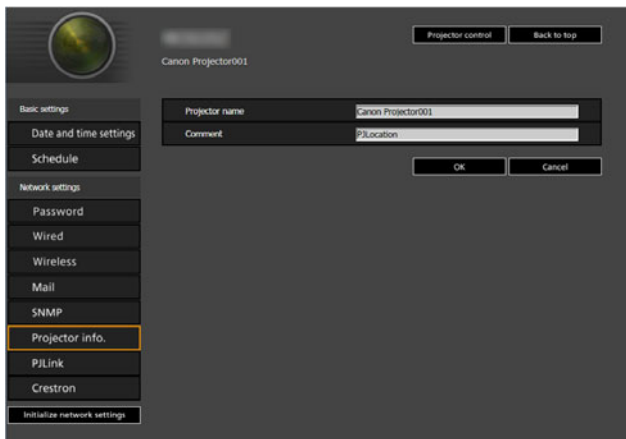 Projector control
Back to top
Canon Projector001
Basic settings
Date and time settings
Schedule
Network settings
Password
Wired
Wireless
Mail
SNMP
Projector info.
PJLink
Crestron
Initialize network settings
Projector name
Canon Projector001
Comment
PJLocation
OK
Cancel